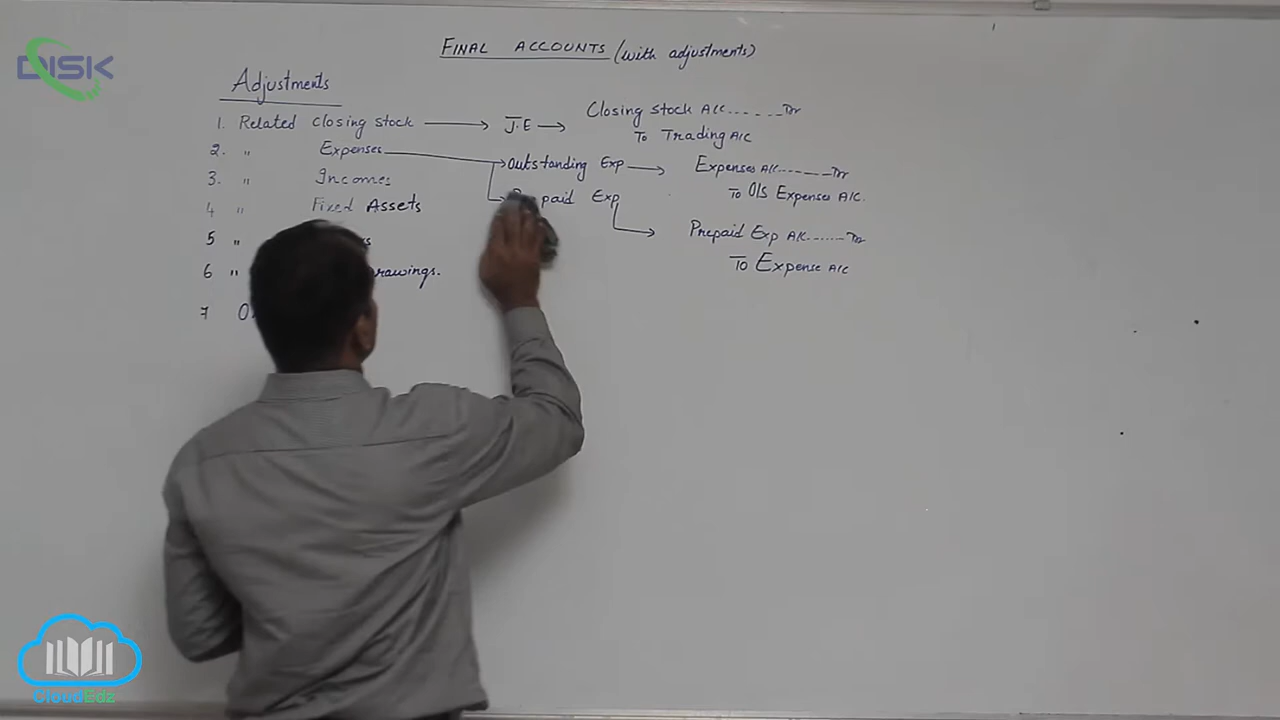 DISK
FINAL ACCOUNTS (with adjustments)
Adjustments
1. Related closing stock → J.E → Closing stock A/c......Dr
To Trading A/c
2. " Expenses → Outstanding Exp → Expenses A/c........Dr
To O/S Expenses A/C.
3. " Incomes
paid Exp → Prepaid Exp A/c.......Dr
To Expense A/c
4 " Fixed Assets
5 "
6 " rawings.
7
CloudEdz